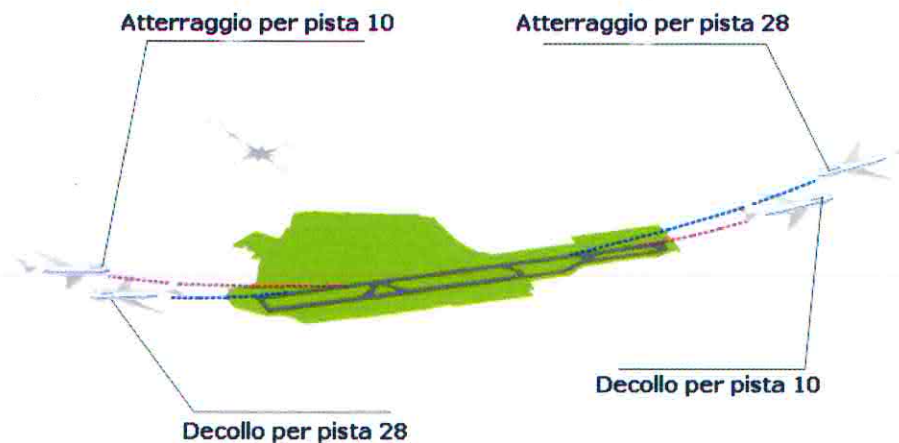 Atterraggio per pista 10
Atterraggio per pista 28
Decollo per pista 10
Decollo per pista 28